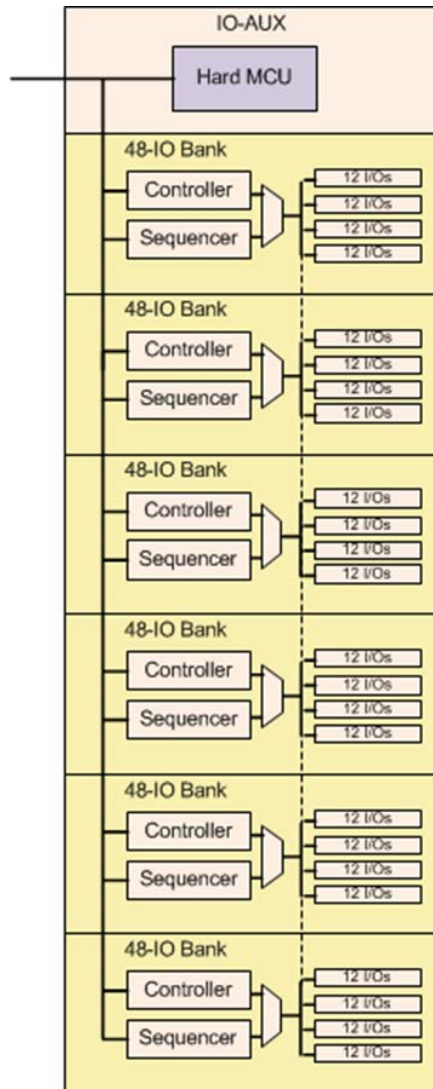 IO-AUX
Hard MCU
48-IO Bank
Controller
Sequencer
12 I/Os
12 I/Os
12 I/Os
12 I/Os
48-IO Bank
Controller
Sequencer
12 I/Os
12 I/Os
12 I/Os
12 I/Os
48-IO Bank
Controller
Sequencer
12 I/Os
12 I/Os
12 I/Os
12 I/Os
48-IO Bank
Controller
Sequencer
12 I/Os
12 I/Os
12 I/Os
12 I/Os
48-IO Bank
Controller
Sequencer
12 I/Os
12 I/Os
12 I/Os
12 I/Os
48-IO Bank
Controller
Sequencer
12 I/Os
12 I/Os
12 I/Os
12 I/Os